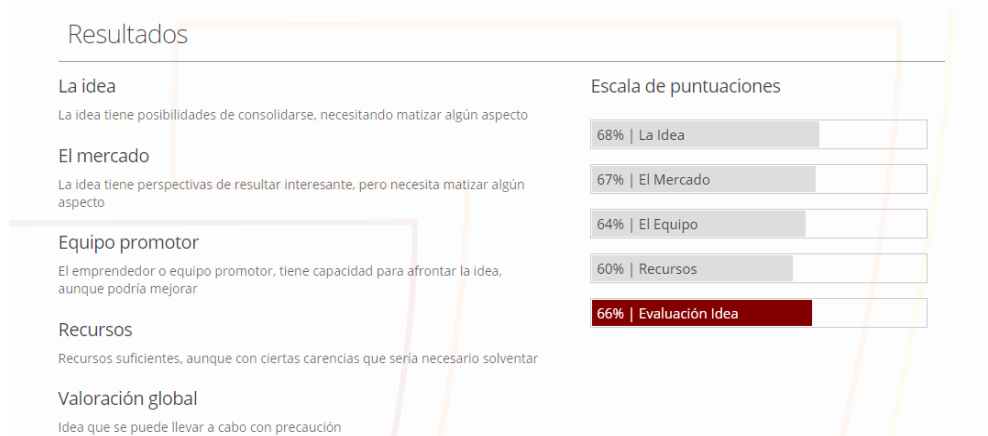 Resultados
La idea
La idea tiene posibilidades de consolidarse, necesitando matizar algún aspecto
El mercado
La idea tiene perspectivas de resultar interesante, pero necesita matizar algún
aspecto
Equipo promotor
El emprendedor o equipo promotor, tiene capacidad para afrontar la idea,
aunque podría mejorar
Recursos
Recursos suficientes, aunque con ciertas carencias que sería necesario solventar
Valoración global
Idea que se puede llevar a cabo con precaución
Escala de puntuaciones
68% | La Idea
67% | El Mercado
64% | El Equipo
60% | Recursos
66% | Evaluación Idea